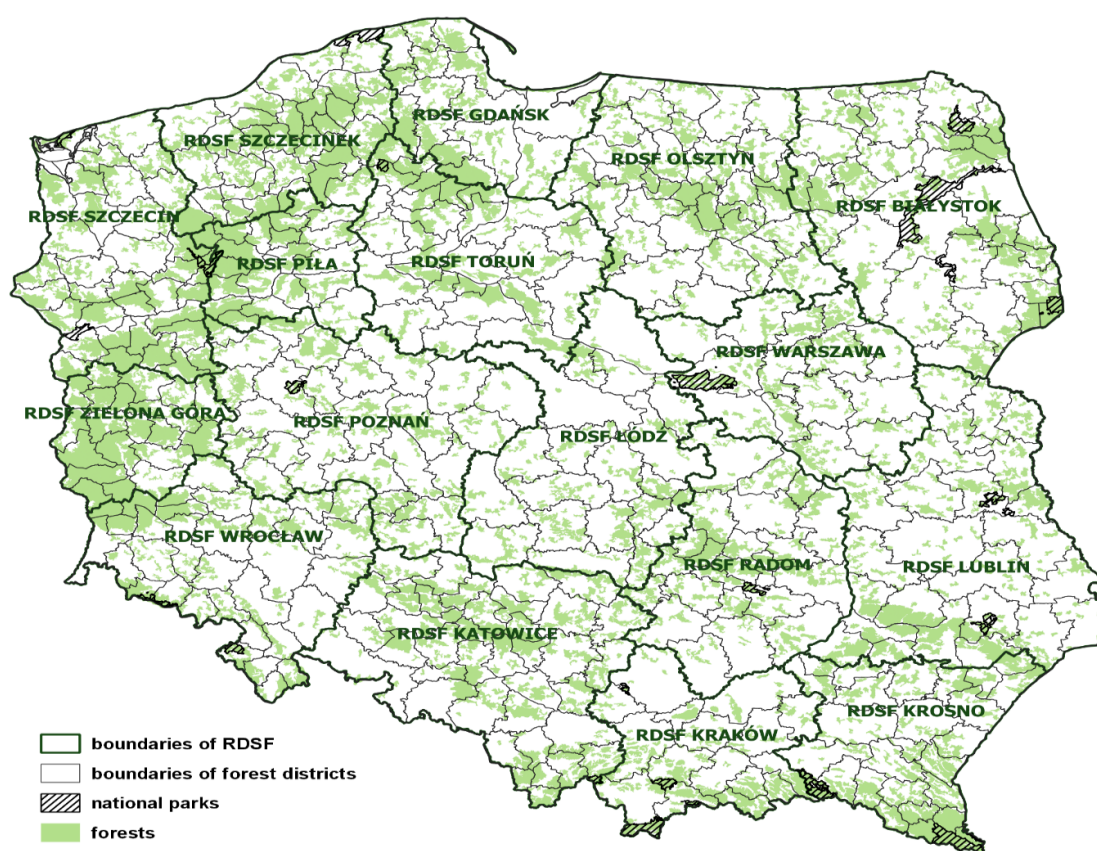 RDSF GDAŃSK
RDSF SZCZECINEK
RDSF OLSZTYN
RDSF SZCZECIN
RDSF BIAŁYSTOK
RDSF PIŁA
RDSF TORUŃ
RDSF WARSZAWA
RDSF ZIELONA GÓRA
RDSF POZNAŃ
RDSF ŁÓDŹ
RDSF WROCŁAW
RDSF RADOM
RDSF LUBLIN
RDSF KATOWICE
RDSF KROSNO
RDSF KRAKÓW
boundaries of RDSF
boundaries of forest districts
national parks
forests